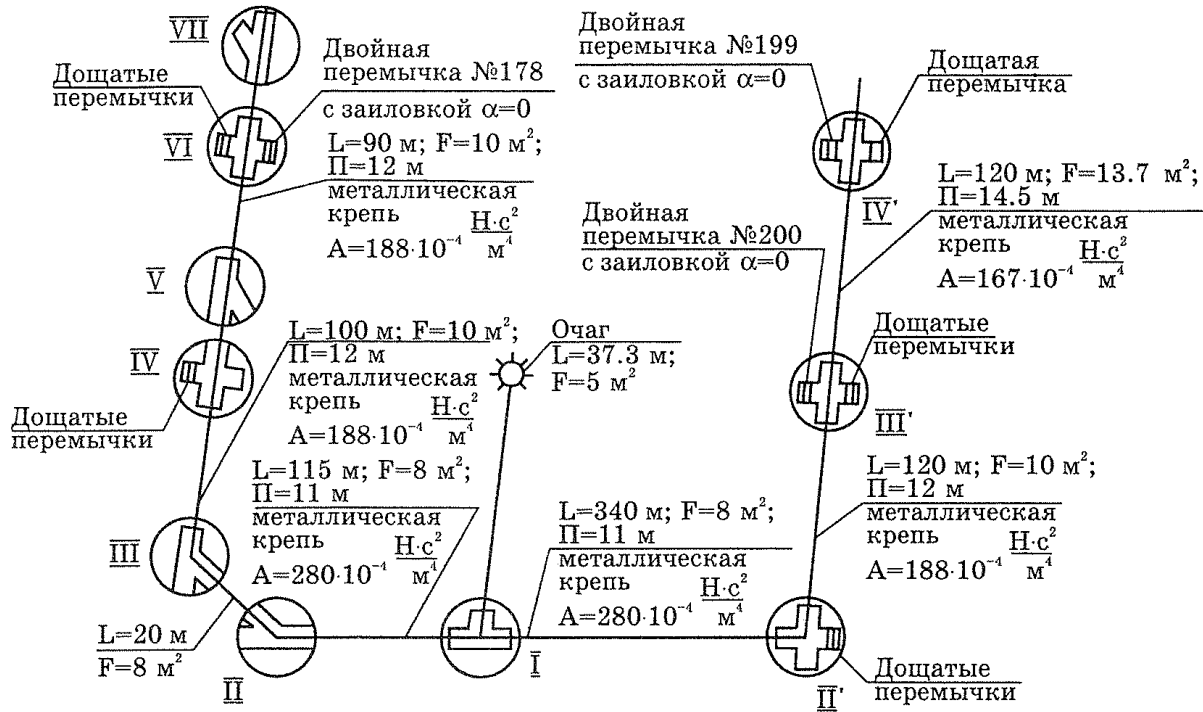 VII
Дощатые
перемычки
Двойная
перемычка №178
с заиловкой α=0
VI
L=90 м; F=10 м²;
П=12 м
металлическая
крепь
A=188·10⁻⁴ Н·с²/м⁴
V
IV
Дощатые
перемычки
L=100 м; F=10 м²;
П=12 м
металлическая
крепь
A=188·10⁻⁴ Н·с²/м⁴
Очаг
L=37.3 м;
F=5 м²
L=115 м; F=8 м²;
П=11 м
металлическая
крепь
A=280·10⁻⁴ Н·с²/м⁴
III
L=20 м
F=8 м²
II
I
L=340 м; F=8 м²;
П=11 м
металлическая
крепь
A=280·10⁻⁴ Н·с²/м⁴
Двойная
перемычка №199
с заиловкой α=0
Дощатая
перемычка
IV'
L=120 м; F=13.7 м²;
П=14.5 м
металлическая
крепь
A=167·10⁻⁴ Н·с²/м⁴
Двойная
перемычка №200
с заиловкой α=0
Дощатые
перемычки
III'
L=120 м; F=10 м²;
П=12 м
металлическая
крепь
A=188·10⁻⁴ Н·с²/м⁴
II'
Дощатые
перемычки